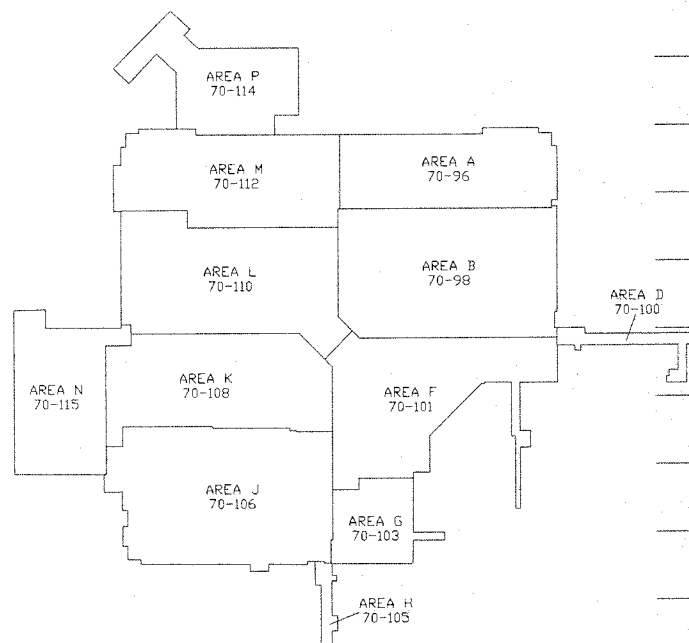 AREA P
70-114
AREA M
70-112
AREA A
70-96
AREA L
70-110
AREA B
70-98
AREA D
70-100
AREA N
70-115
AREA K
70-108
AREA F
70-101
AREA J
70-106
AREA G
70-103
AREA H
70-105